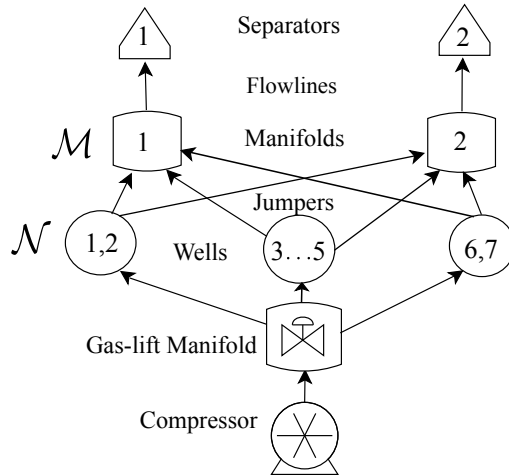 1
Separators
2
Flowlines
ℳ
1
Manifolds
2
Jumpers
𝒩
1,2
Wells
3…5
6,7
Gas-lift Manifold
Compressor